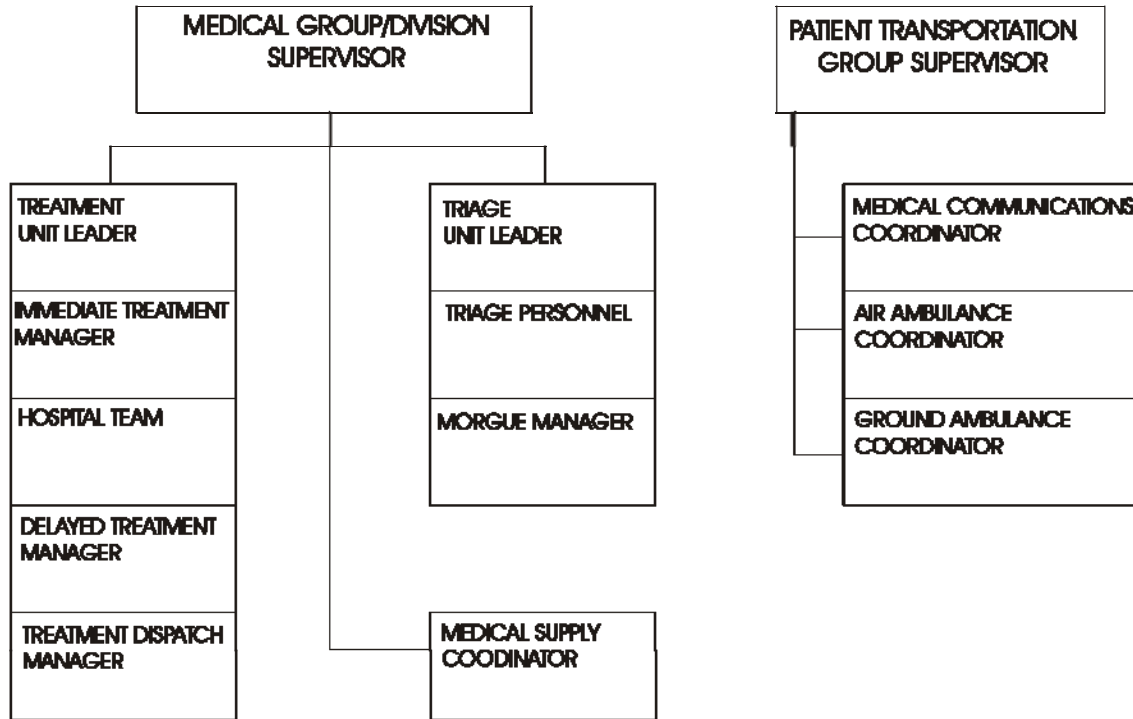 MEDICAL GROUP/DIVISION
SUPERVISOR
PATIENT TRANSPORTATION
GROUP SUPERVISOR
TREATMENT
UNIT LEADER
IMMEDIATE TREATMENT
MANAGER
HOSPITAL TEAM
DELAYED TREATMENT
MANAGER
TREATMENT DISPATCH
MANAGER
TRIAGE
UNIT LEADER
TRIAGE PERSONNEL
MORGUE MANAGER
MEDICAL SUPPLY
COODINATOR
MEDICAL COMMUNICATIONS
COORDINATOR
AIR AMBULANCE
COORDINATOR
GROUND AMBULANCE
COORDINATOR